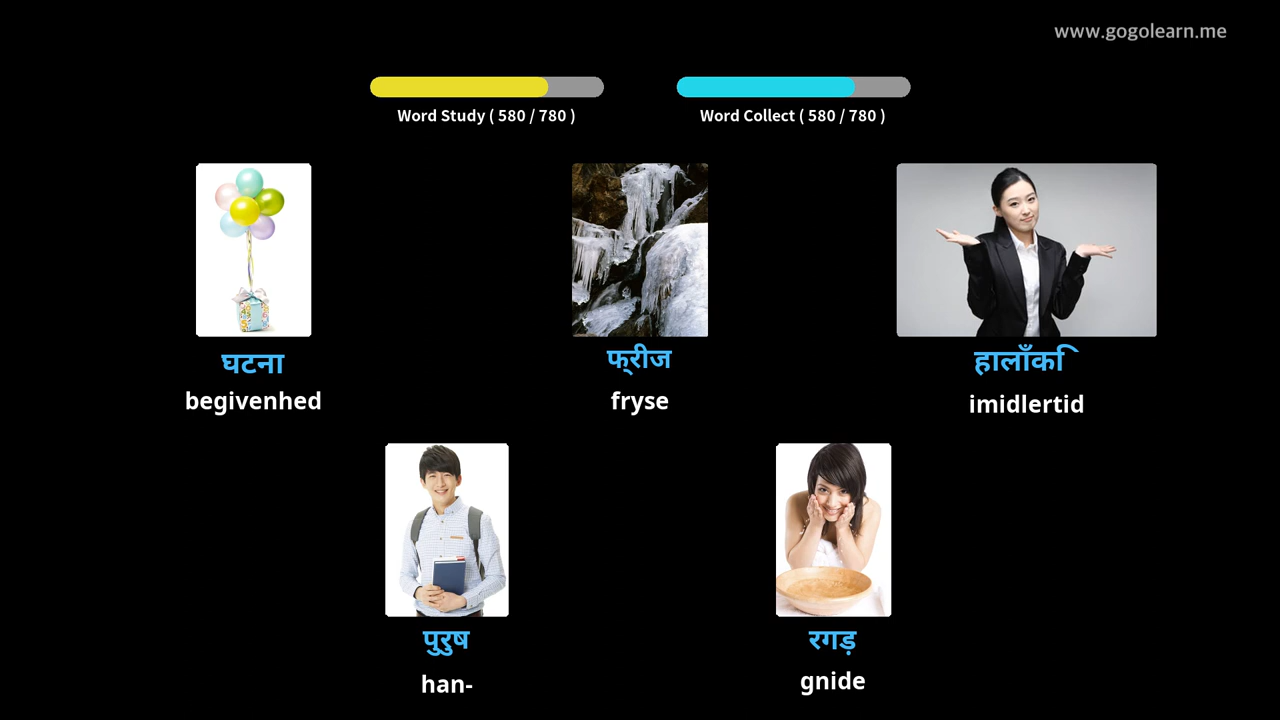 www.gogolearn.me
Word Study ( 580 / 780 ) Word Collect ( 580 / 780 )
घटना फ्रीज हालाँकि
begivenhed fryse imidlertid
पुरुष रगड़
han- gnide